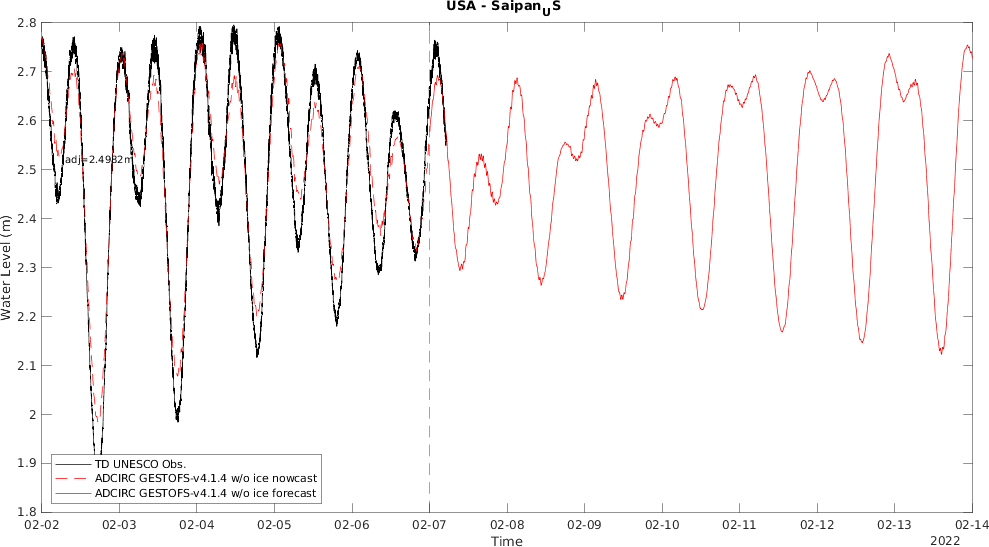 USA - Saipan_US
2.8
2.7
2.6
2.5
2.4
2.3
2.2
2.1
2
1.9
1.8
Water Level (m)
adj=2.4982m
TD UNESCO Obs.
ADCIRC GESTOFS-v4.1.4 w/o ice nowcast
ADCIRC GESTOFS-v4.1.4 w/o ice forecast
02-02 02-03 02-04 02-05 02-06 02-07 02-08 02-09 02-10 02-11 02-12 02-13 02-14
Time
2022